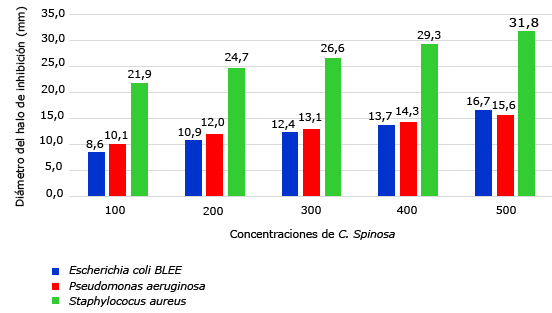 Diámetro del halo de inhibición (mm)
35,0
30,0
25,0
20,0
15,0
10,0
5,0
0,0
8,6 10,1 21,9
10,9 12,0 24,7
12,4 13,1 26,6
13,7 14,3 29,3
16,7 15,6 31,8
100 200 300 400 500
Concentraciones de C. Spinosa
Escherichia coli BLEE
Pseudomonas aeruginosa
Staphylococus aureus